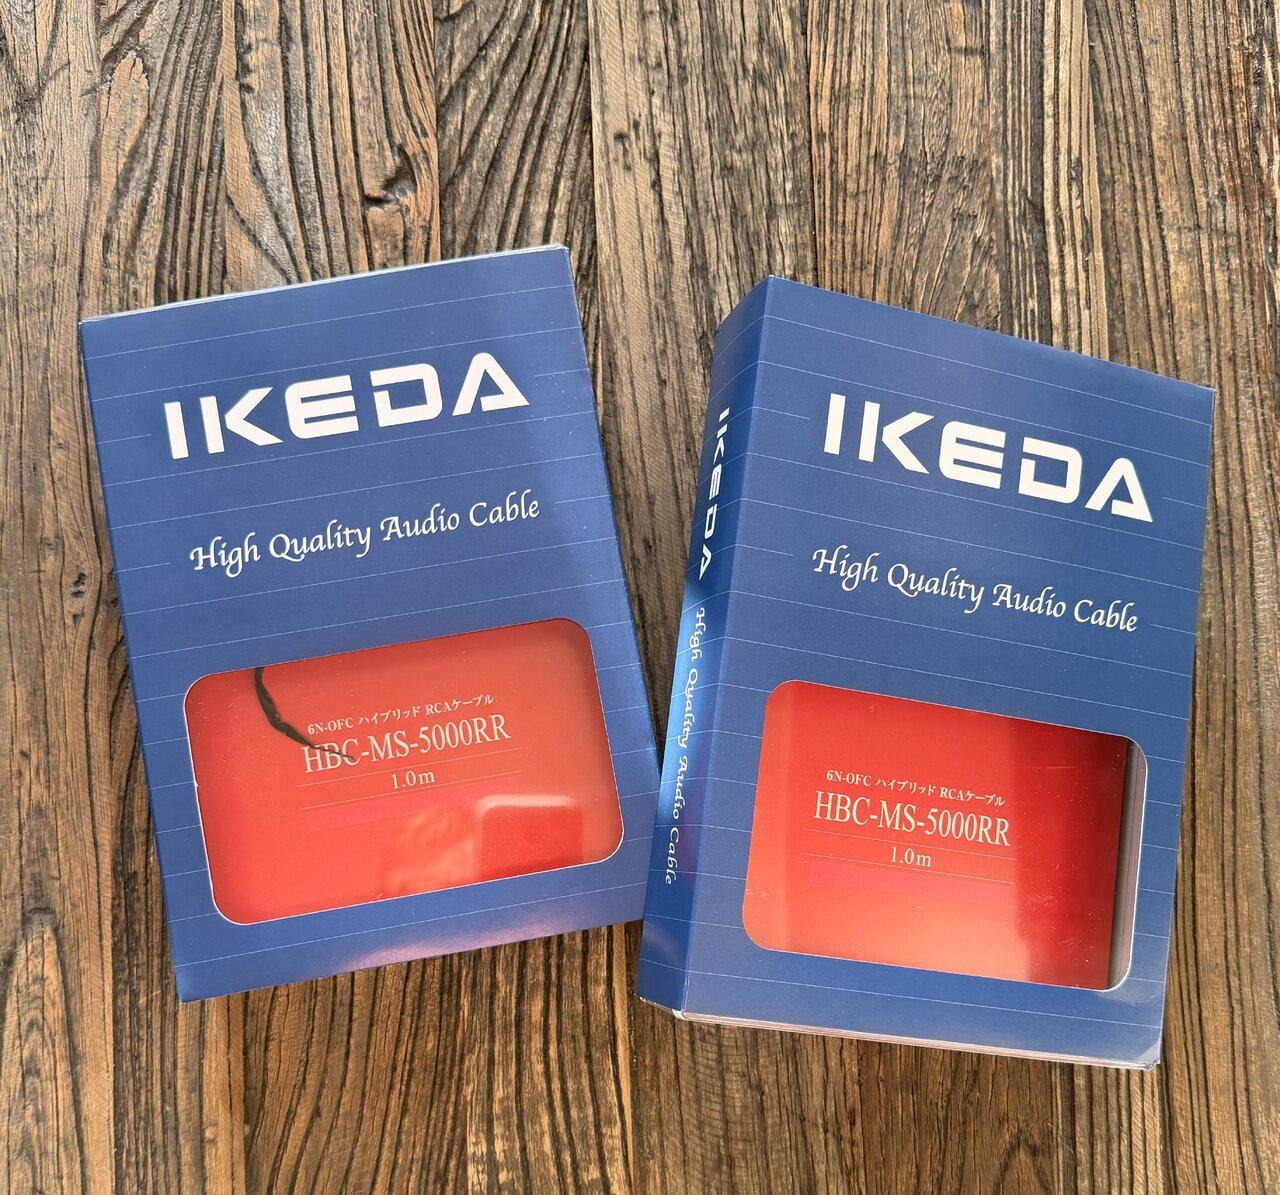 IKEDA
High Quality Audio Cable
6N-OFC ハイブリッド RCAケーブル
HBC-MS-5000RR
1.0m
IKEDA
High Quality Audio Cable
IKEDA
High Quality Audio Cable
6N-OFC ハイブリッド RCAケーブル
HBC-MS-5000RR
1.0m